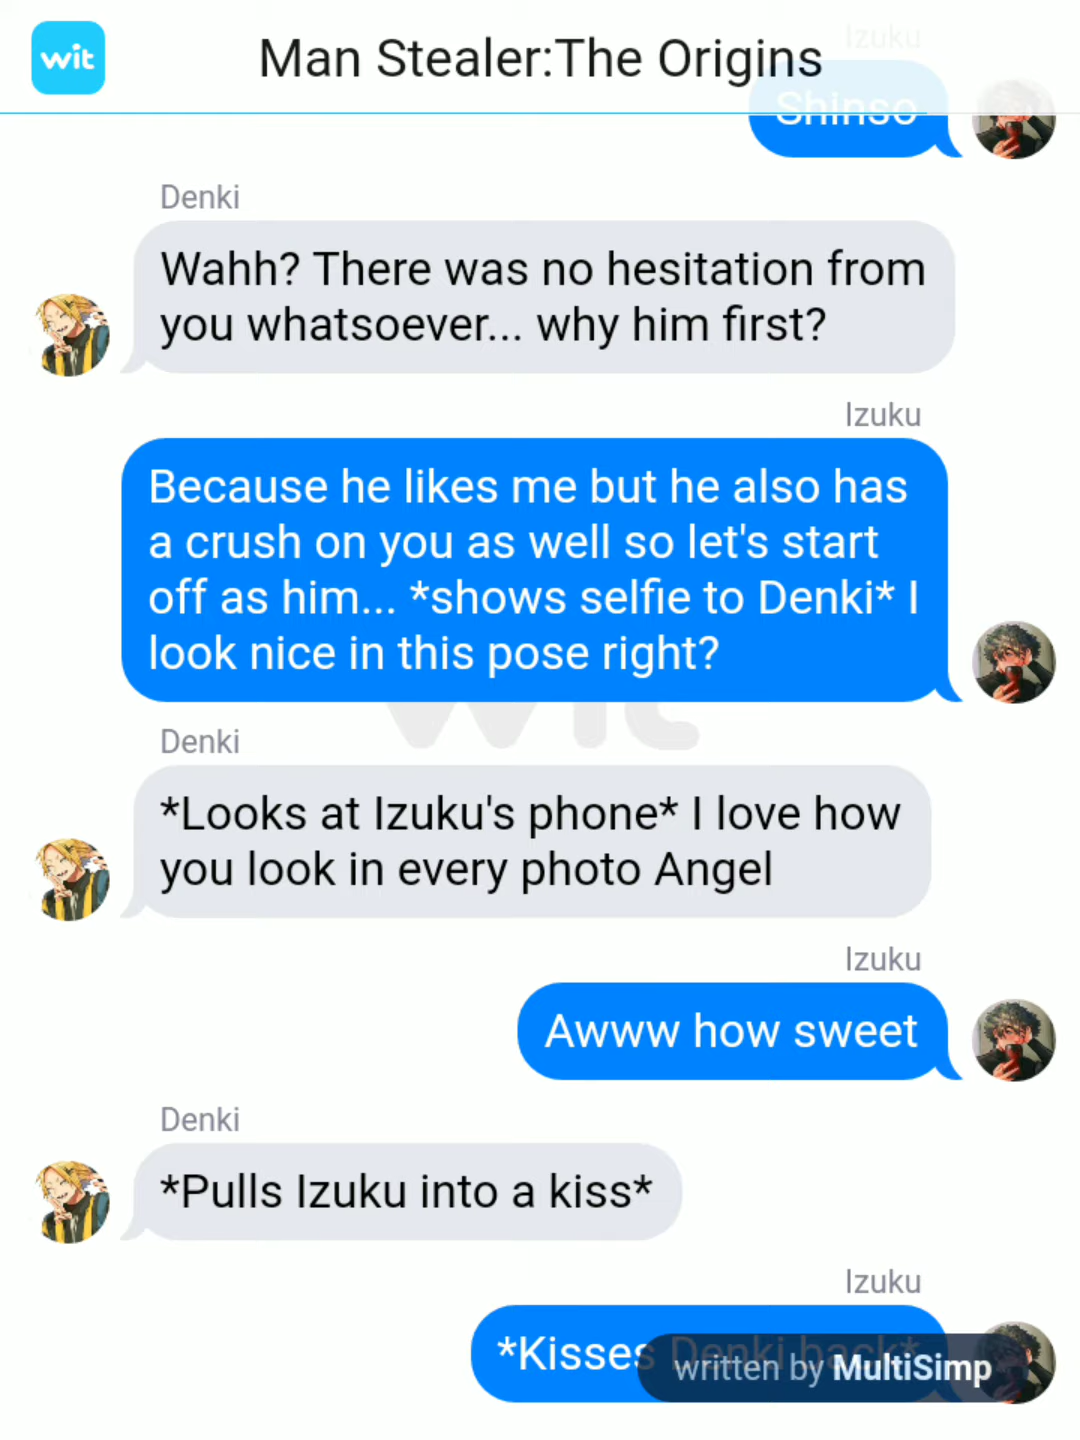 wit
Man Stealer:The Origins
Izuku
Shinso
Denki
Wahh? There was no hesitation from
you whatsoever... why him first?
Izuku
Because he likes me but he also has
a crush on you as well so let's start
off as him... *shows selfie to Denki* I
look nice in this pose right?
wit
Denki
*Looks at Izuku's phone* I love how
you look in every photo Angel
Izuku
Awww how sweet
Denki
*Pulls Izuku into a kiss*
Izuku
*Kisses Denki back*
written by MultiSimp